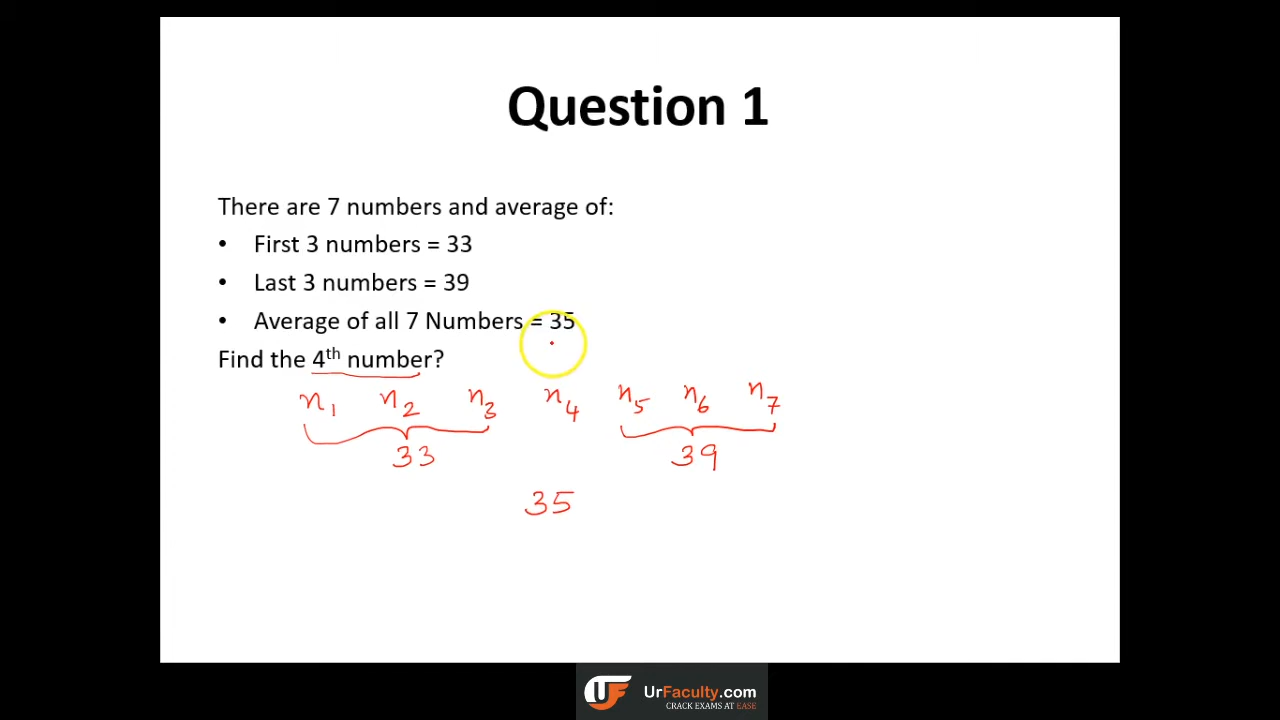 Question 1
There are 7 numbers and average of:
• First 3 numbers = 33
• Last 3 numbers = 39
• Average of all 7 Numbers = 35
Find the 4th number?
n1 n2 n3 n4 n5 n6 n7
33 39
35
UF UrFaculty.com
CRACK EXAMS AT EASE